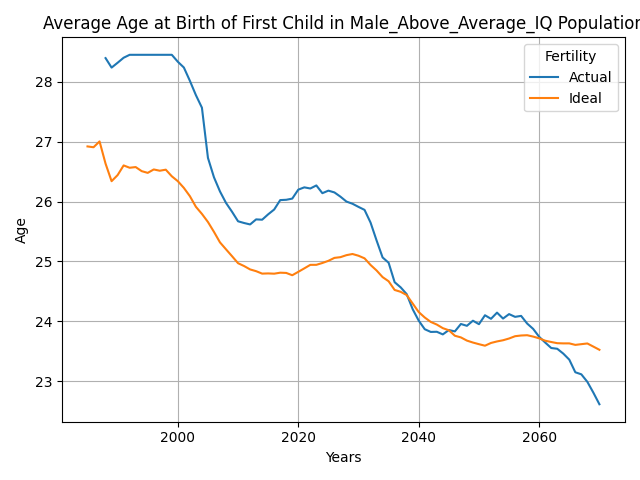 Average Age at Birth of First Child in Male_Above_Average_IQ Population
Fertility
Actual
Ideal
28
27
26
25
24
23
Age
2000
2020
2040
2060
Years